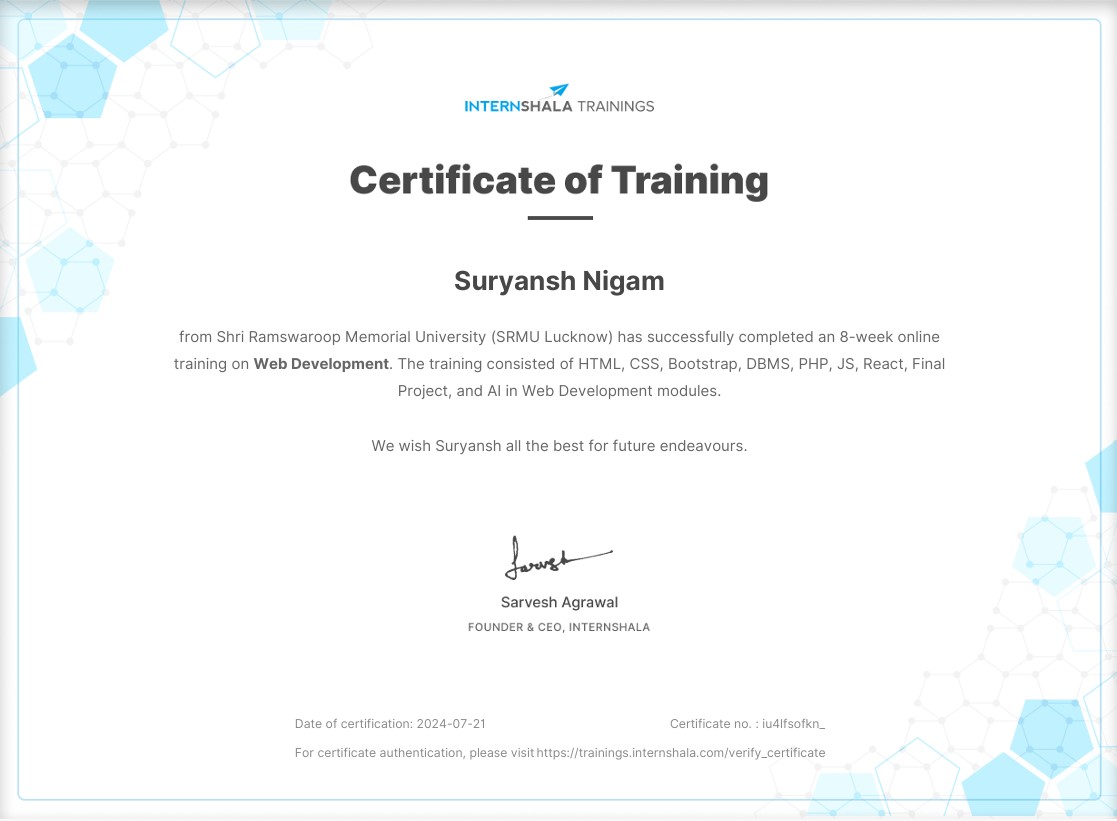 INTERNSHALA TRAININGS
Certificate of Training
Suryansh Nigam
from Shri Ramswaroop Memorial University (SRMU Lucknow) has successfully completed an 8-week online
training on Web Development. The training consisted of HTML, CSS, Bootstrap, DBMS, PHP, JS, React, Final
Project, and AI in Web Development modules.
We wish Suryansh all the best for future endeavours.
Sarvesh
Sarvesh Agrawal
FOUNDER & CEO, INTERNSHALA
Date of certification: 2024-07-21 Certificate no. : iu4lfsofkn_
For certificate authentication, please visit https://trainings.internshala.com/verify_certificate